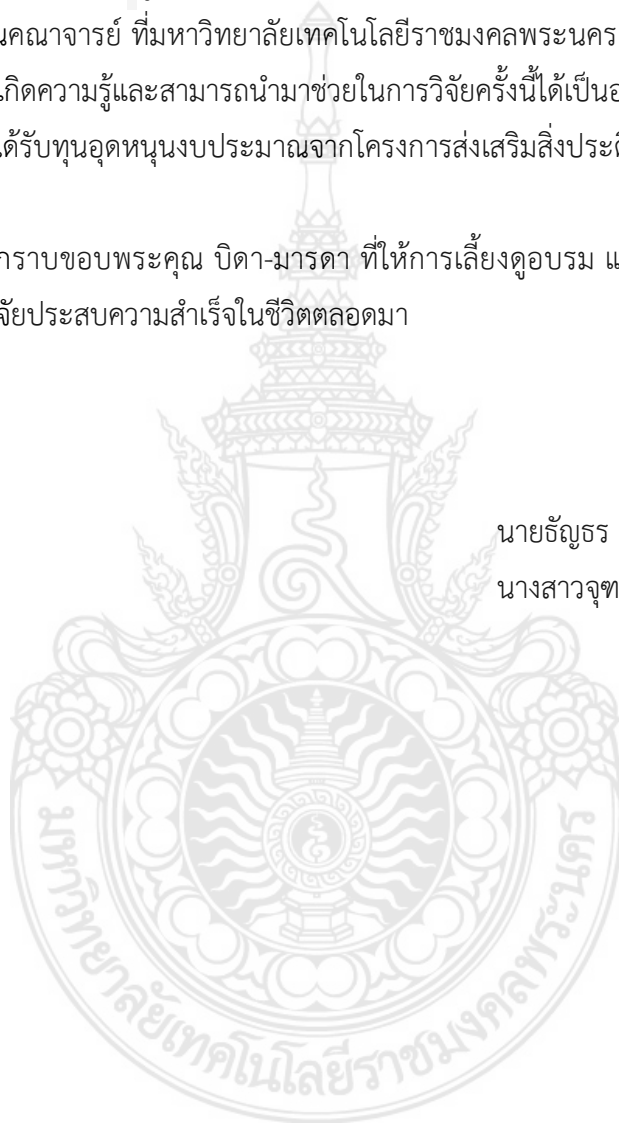 นคณาจารย์ ที่มหาวิทยาลัยเทคโนโลยีราชมงคลพระนคร
เกิดความรู้และสามารถนำมาช่วยในการวิจัยครั้งนี้ได้เป็นอ
ได้รับทุนอุดหนุนงบประมาณจากโครงการส่งเสริมสิ่งประดิ
กราบขอบพระคุณ บิดา-มารดา ที่ให้การเลี้ยงดูอบรม แ
จัยประสบความสำเร็จในชีวิตตลอดมา
นายธัญธร
นางสาวจุฑ
มหาวิทยาลัยเทคโนโลยีราชมงคลพระนคร